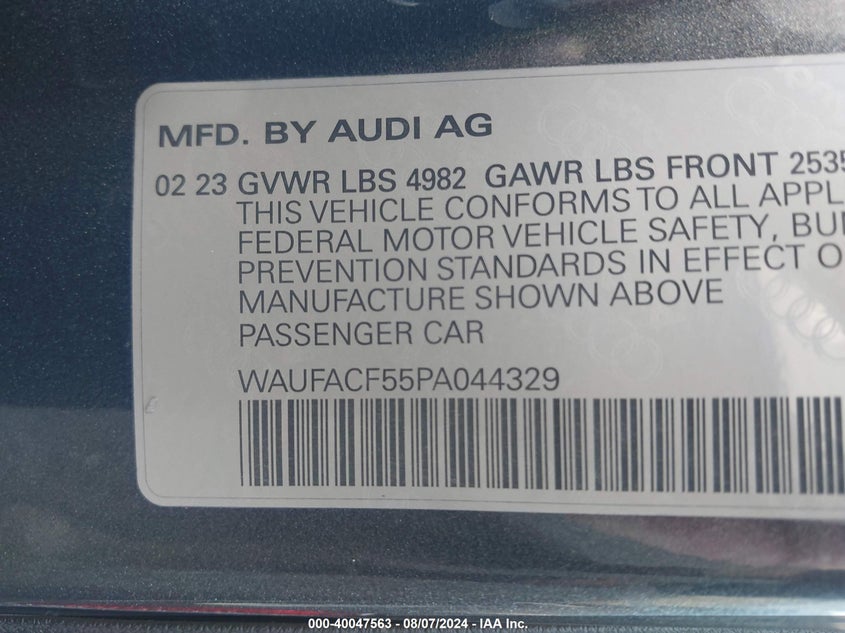 MFD. BY AUDI AG
02 23 GVWR LBS 4982 GAWR LBS FRONT 2535
THIS VEHICLE CONFORMS TO ALL APPL
FEDERAL MOTOR VEHICLE SAFETY, BU
PREVENTION STANDARDS IN EFFECT O
MANUFACTURE SHOWN ABOVE
PASSENGER CAR
WAUFACF55PA044329
000-40047563 - 08/07/2024 - IAA Inc.